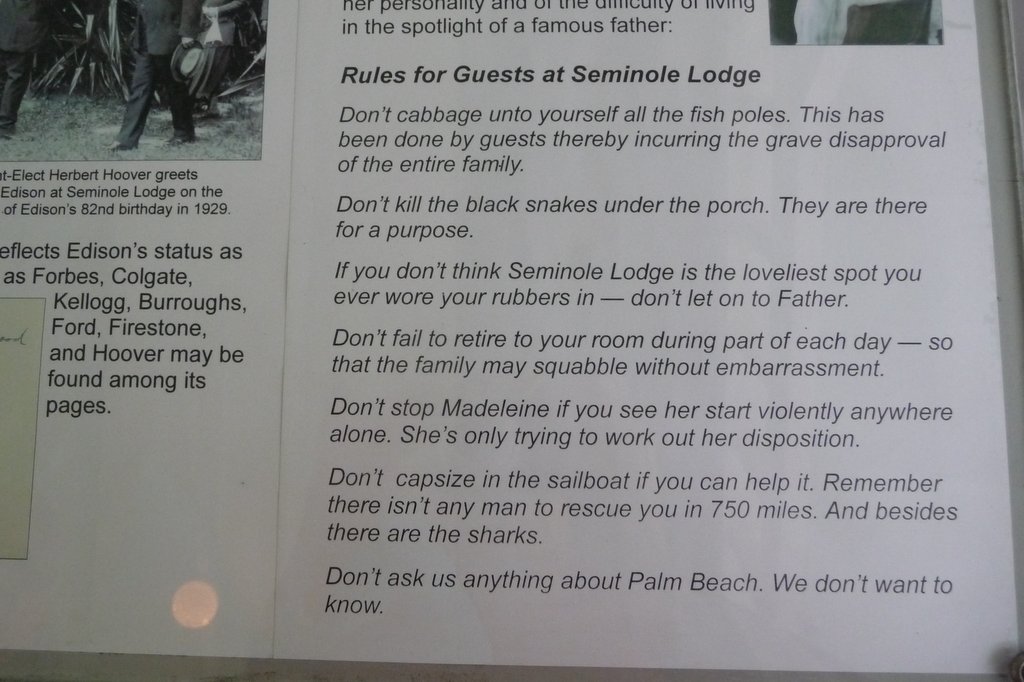 t-Elect Herbert Hoover greets
Edison at Seminole Lodge on the
of Edison's 82nd birthday in 1929.
eflects Edison's status as
as Forbes, Colgate,
Kellogg, Burroughs,
Ford, Firestone,
and Hoover may be
found among its
pages.
her personality and of the difficulty of living
in the spotlight of a famous father:
Rules for Guests at Seminole Lodge
Don't cabbage unto yourself all the fish poles. This has
been done by guests thereby incurring the grave disapproval
of the entire family.
Don't kill the black snakes under the porch. They are there
for a purpose.
If you don't think Seminole Lodge is the loveliest spot you
ever wore your rubbers in — don't let on to Father.
Don't fail to retire to your room during part of each day — so
that the family may squabble without embarrassment.
Don't stop Madeleine if you see her start violently anywhere
alone. She's only trying to work out her disposition.
Don't capsize in the sailboat if you can help it. Remember
there isn't any man to rescue you in 750 miles. And besides
there are the sharks.
Don't ask us anything about Palm Beach. We don't want to
know.